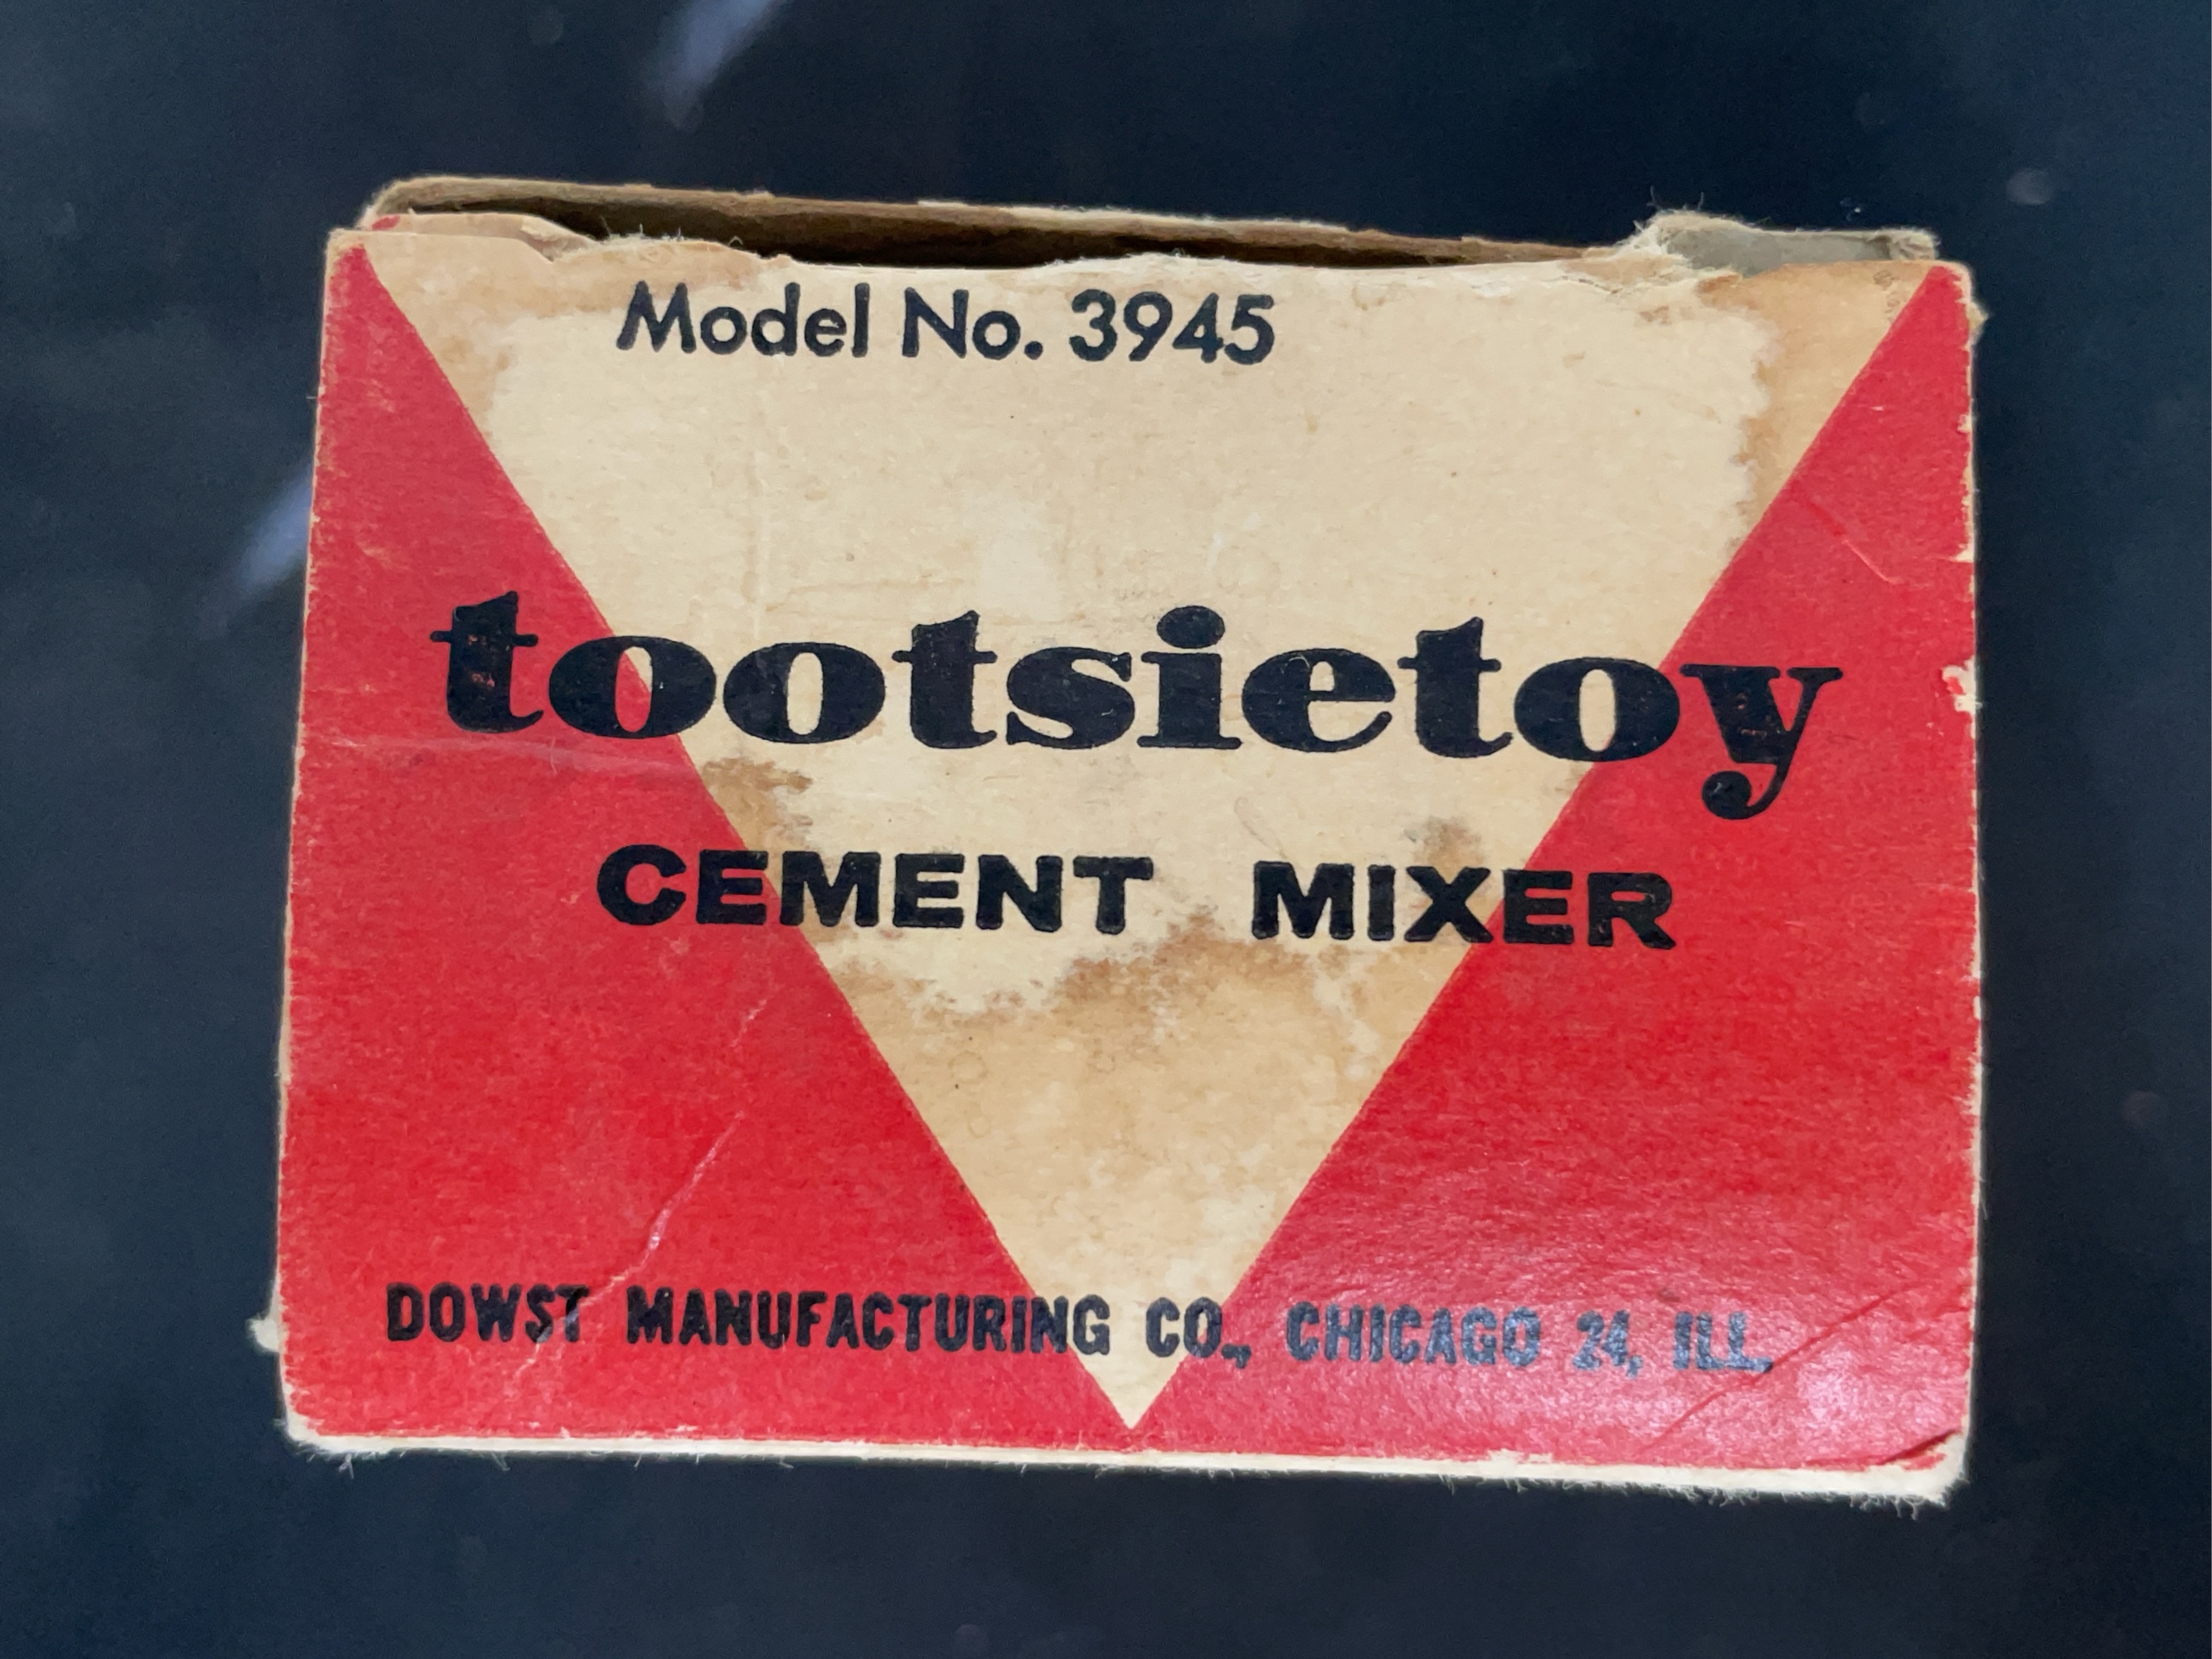 Model No. 3945
tootsietoy
CEMENT MIXER
DOWST MANUFACTURING CO., CHICAGO 24, ILL.